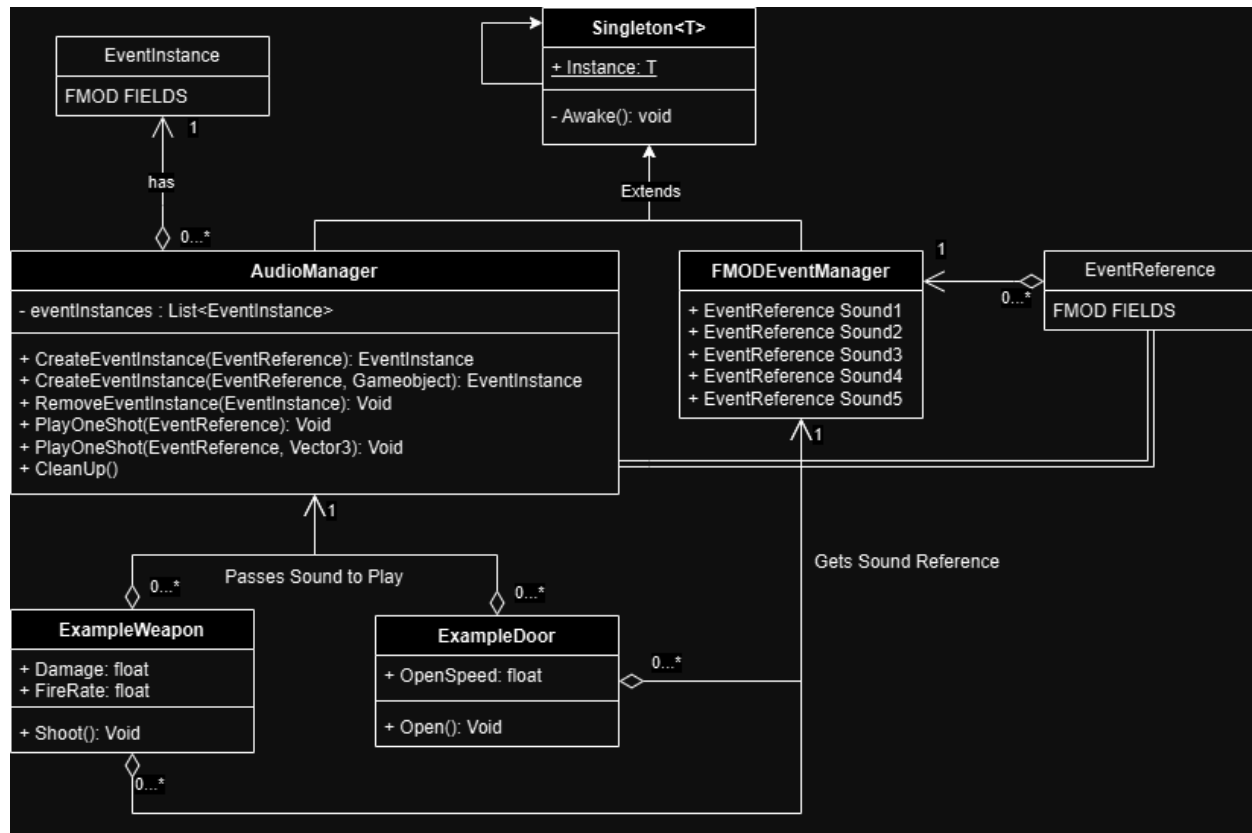 Singleton<T>
+ Instance: T
- Awake(): void
EventInstance
FMOD FIELDS
1
has
0...*
Extends
AudioManager
- eventInstances : List<EventInstance>
+ CreateEventInstance(EventReference): EventInstance
+ CreateEventInstance(EventReference, Gameobject): EventInstance
+ RemoveEventInstance(EventInstance): Void
+ PlayOneShot(EventReference): Void
+ PlayOneShot(EventReference, Vector3): Void
+ CleanUp()
FMODEventManager
+ EventReference Sound1
+ EventReference Sound2
+ EventReference Sound3
+ EventReference Sound4
+ EventReference Sound5
1
0...*
EventReference
FMOD FIELDS
1
1
Passes Sound to Play
Gets Sound Reference
0...*
0...*
ExampleWeapon
+ Damage: float
+ FireRate: float
+ Shoot(): Void
0...*
ExampleDoor
+ OpenSpeed: float
+ Open(): Void
0...*